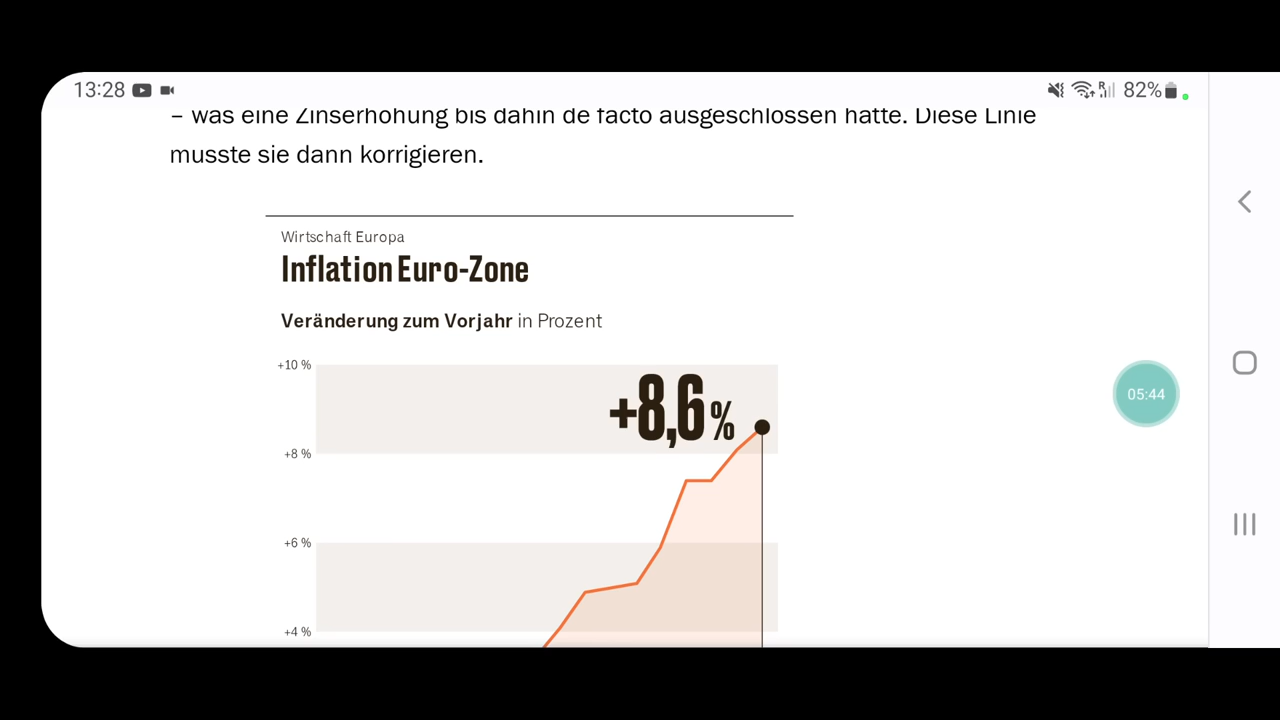 13:28
82%
– was eine Zinserhöhung bis dahin de facto ausgeschlossen hatte. Diese Linie
musste sie dann korrigieren.
Wirtschaft Europa
Inflation Euro-Zone
Veränderung zum Vorjahr in Prozent
+10 %
+8,6%
05:44
+8 %
+6 %
+4 %